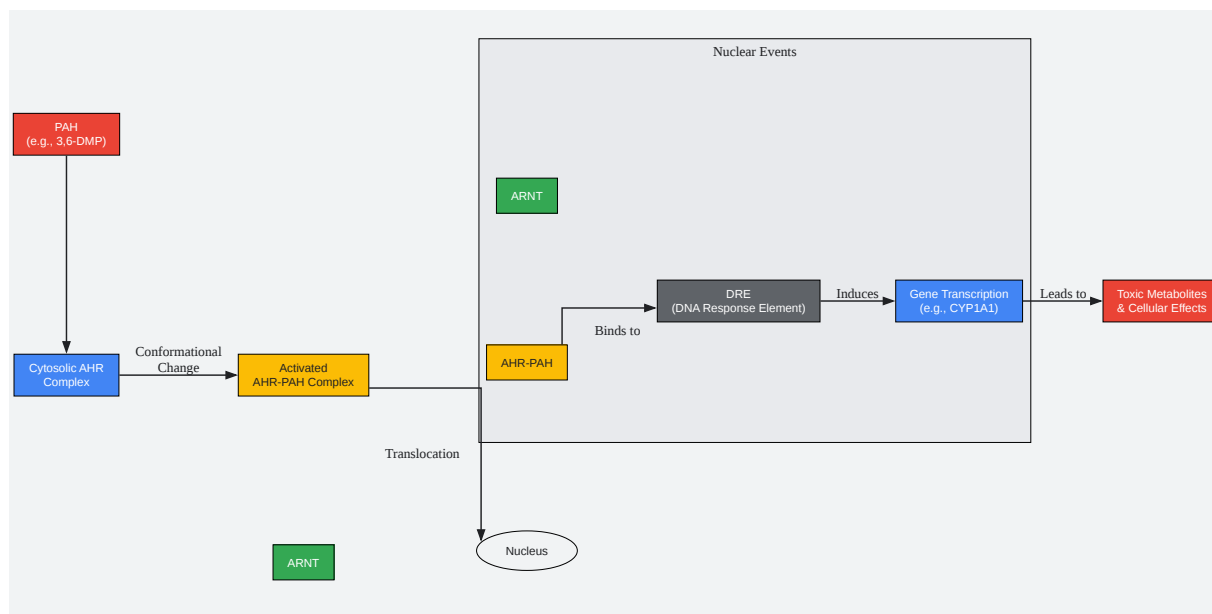 Nuclear Events
PAH
(e.g., 3,6-DMP)
ARNT
DRE
(DNA Response Element)
Induces
Gene Transcription
(e.g., CYP1A1)
Leads to
Toxic Metabolites
& Cellular Effects
Binds to
Cytosolic AHR
Complex
Conformational
Change
Activated
AHR-PAH Complex
AHR-PAH
Translocation
Nucleus
ARNT